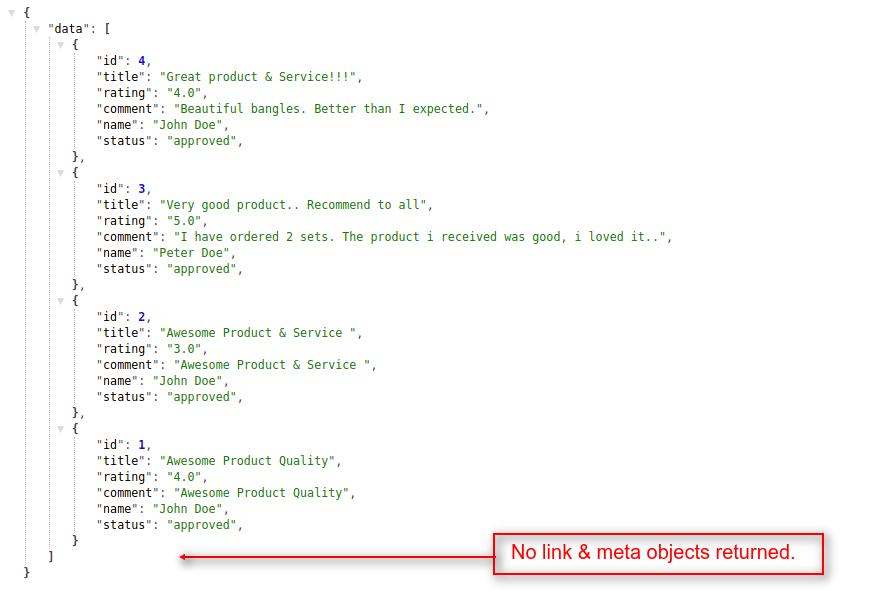 {
"data": [
{
"id": 4,
"title": "Great product & Service!!!",
"rating": "4.0",
"comment": "Beautiful bangles. Better than I expected.",
"name": "John Doe",
"status": "approved",
},
{
"id": 3,
"title": "Very good product.. Recommend to all",
"rating": "5.0",
"comment": "I have ordered 2 sets. The product i received was good, i loved it..",
"name": "Peter Doe",
"status": "approved",
},
{
"id": 2,
"title": "Awesome Product & Service ",
"rating": "3.0",
"comment": "Awesome Product & Service ",
"name": "John Doe",
"status": "approved",
},
{
"id": 1,
"title": "Awesome Product Quality",
"rating": "4.0",
"comment": "Awesome Product Quality",
"name": "John Doe",
"status": "approved",
}
]
No link & meta objects returned.
}